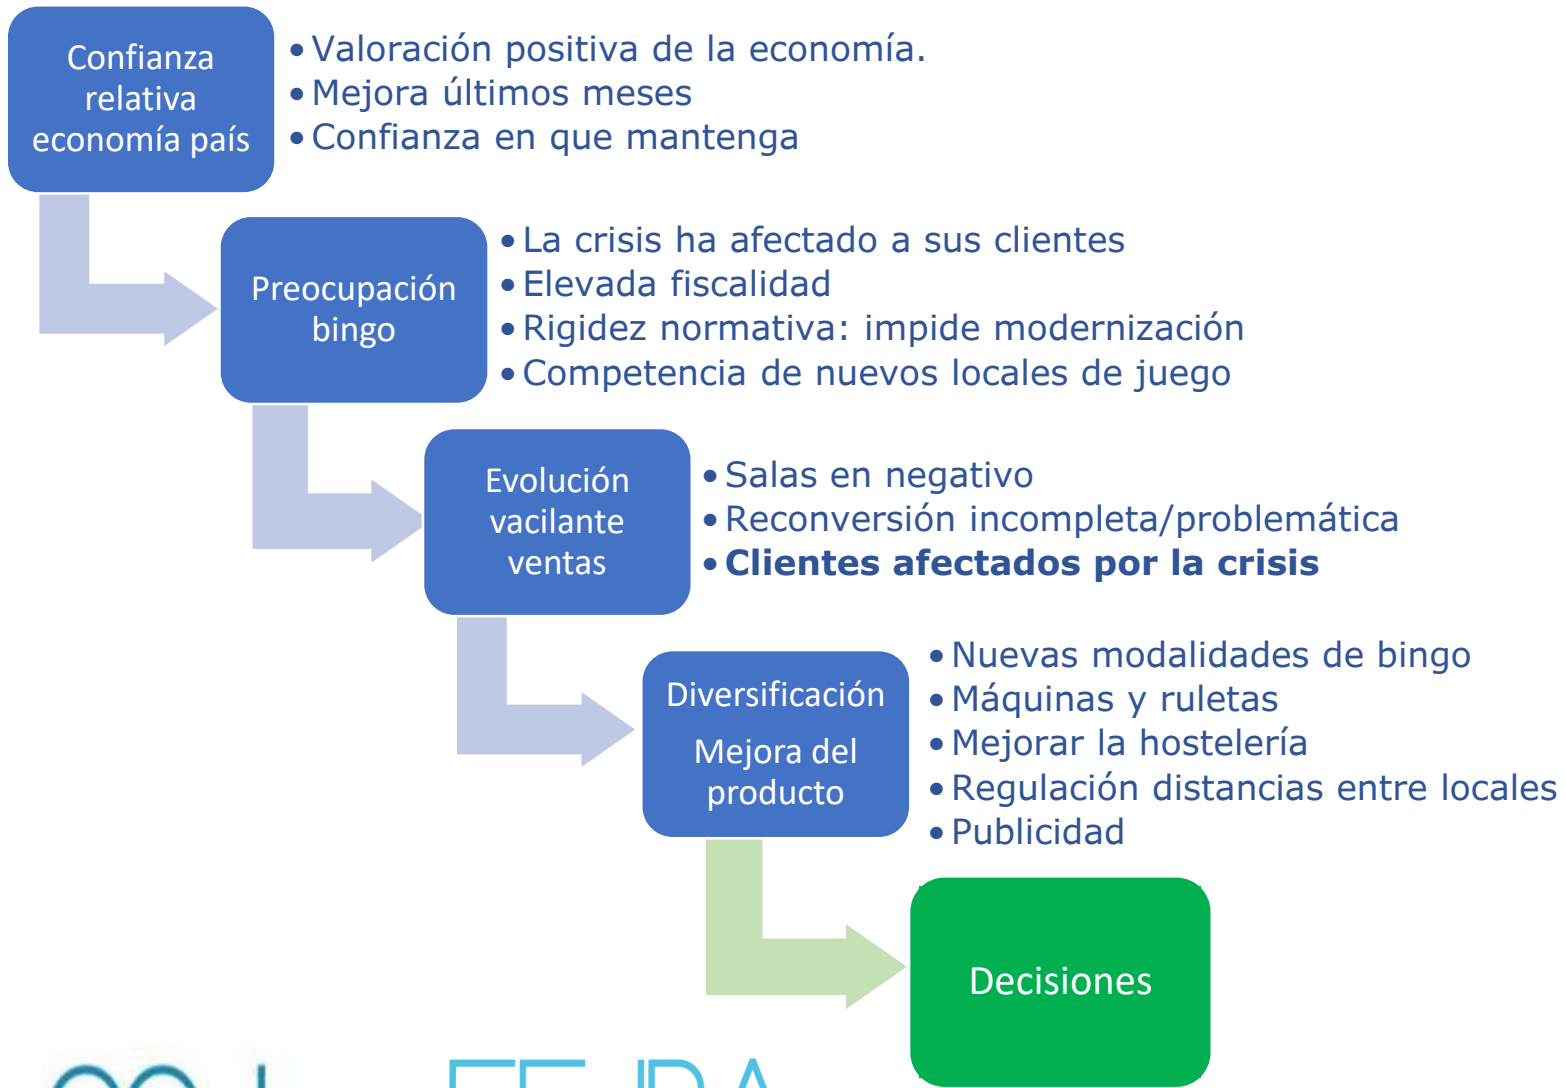 Confianza
relativa
economía país
• Valoración positiva de la economía.
• Mejora últimos meses
• Confianza en que mantenga
Preocupación
bingo
• La crisis ha afectado a sus clientes
• Elevada fiscalidad
• Rigidez normativa: impide modernización
• Competencia de nuevos locales de juego
Evolución
vacilante
ventas
• Salas en negativo
• Reconversión incompleta/problemática
• Clientes afectados por la crisis
Diversificación
Mejora del
producto
• Nuevas modalidades de bingo
• Máquinas y ruletas
• Mejorar la hostelería
• Regulación distancias entre locales
• Publicidad
Decisiones